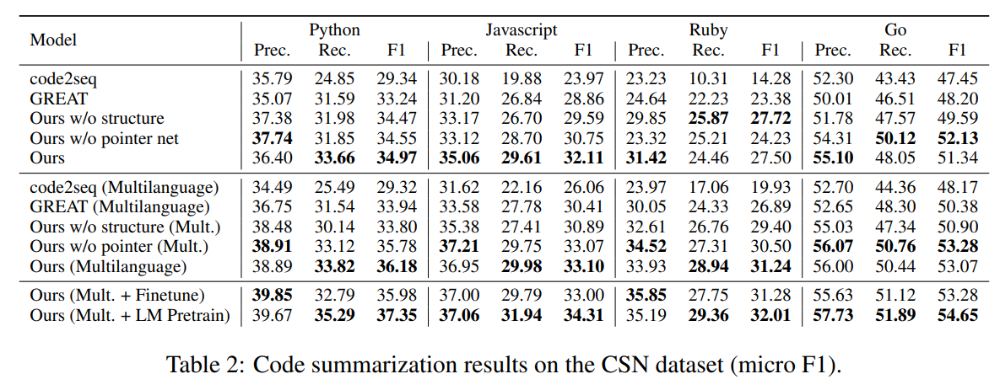 Model Python Javascript Ruby Go
Prec. Rec. F1 Prec. Rec. F1 Prec. Rec. F1 Prec. Rec. F1
code2seq 35.79 24.85 29.34 30.18 19.88 23.97 23.23 10.31 14.28 52.30 43.43 47.45
GREAT 35.07 31.59 33.24 31.20 26.84 28.86 24.64 22.23 23.38 50.01 46.51 48.20
Ours w/o structure 37.38 31.98 34.47 33.17 26.70 29.59 29.85 25.87 27.72 51.78 47.57 49.59
Ours w/o pointer net 37.74 31.85 34.55 33.12 28.70 30.75 23.32 25.21 24.23 54.31 50.12 52.13
Ours 36.40 33.66 34.97 35.06 29.61 32.11 31.42 24.46 27.50 55.10 48.05 51.34
code2seq (Multilanguage) 34.49 25.49 29.32 31.62 22.16 26.06 23.97 17.06 19.93 52.70 44.36 48.17
GREAT (Multilanguage) 36.75 31.54 33.94 33.58 27.78 30.41 30.05 24.33 26.89 52.65 48.30 50.38
Ours w/o structure (Mult.) 38.48 30.14 33.80 35.38 27.41 30.89 32.61 26.76 29.40 55.03 47.34 50.90
Ours w/o pointer (Mult.) 38.91 33.12 35.78 37.21 29.75 33.07 34.52 27.31 30.50 56.07 50.76 53.28
Ours (Multilanguage) 38.89 33.82 36.18 36.95 29.98 33.10 33.93 28.94 31.24 56.00 50.44 53.07
Ours (Mult. + Finetune) 39.85 32.79 35.98 37.00 29.79 33.00 35.85 27.75 31.28 55.63 51.12 53.28
Ours (Mult. + LM Pretrain) 39.67 35.29 37.35 37.06 31.94 34.31 35.19 29.36 32.01 57.73 51.89 54.65
Table 2: Code summarization results on the CSN dataset (micro F1).